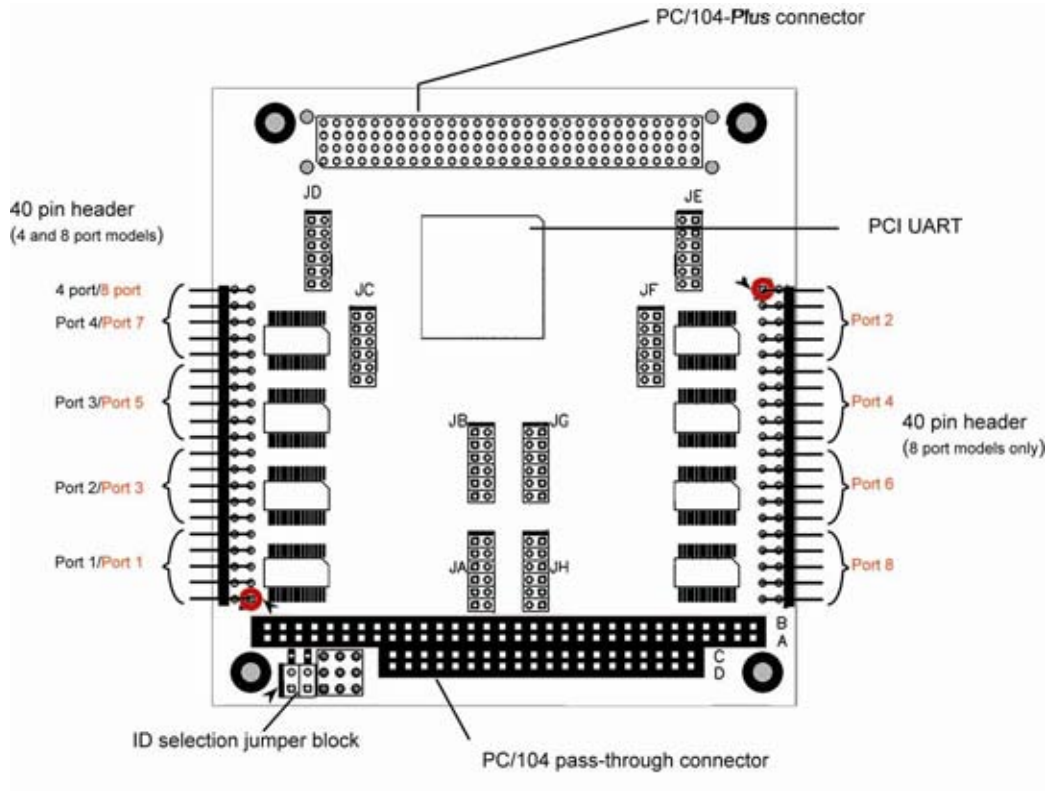 PC/104-Plus connector
JD
JE
40 pin header
(4 and 8 port models)
PCI UART
4 port/8 port
JC
JF
Port 4/Port 7
Port 2
Port 3/Port 5
Port 4
JB
JG
40 pin header
(8 port models only)
Port 2/Port 3
Port 6
Port 1/Port 1
JA
JH
Port 8
B
A
C
D
ID selection jumper block
PC/104 pass-through connector